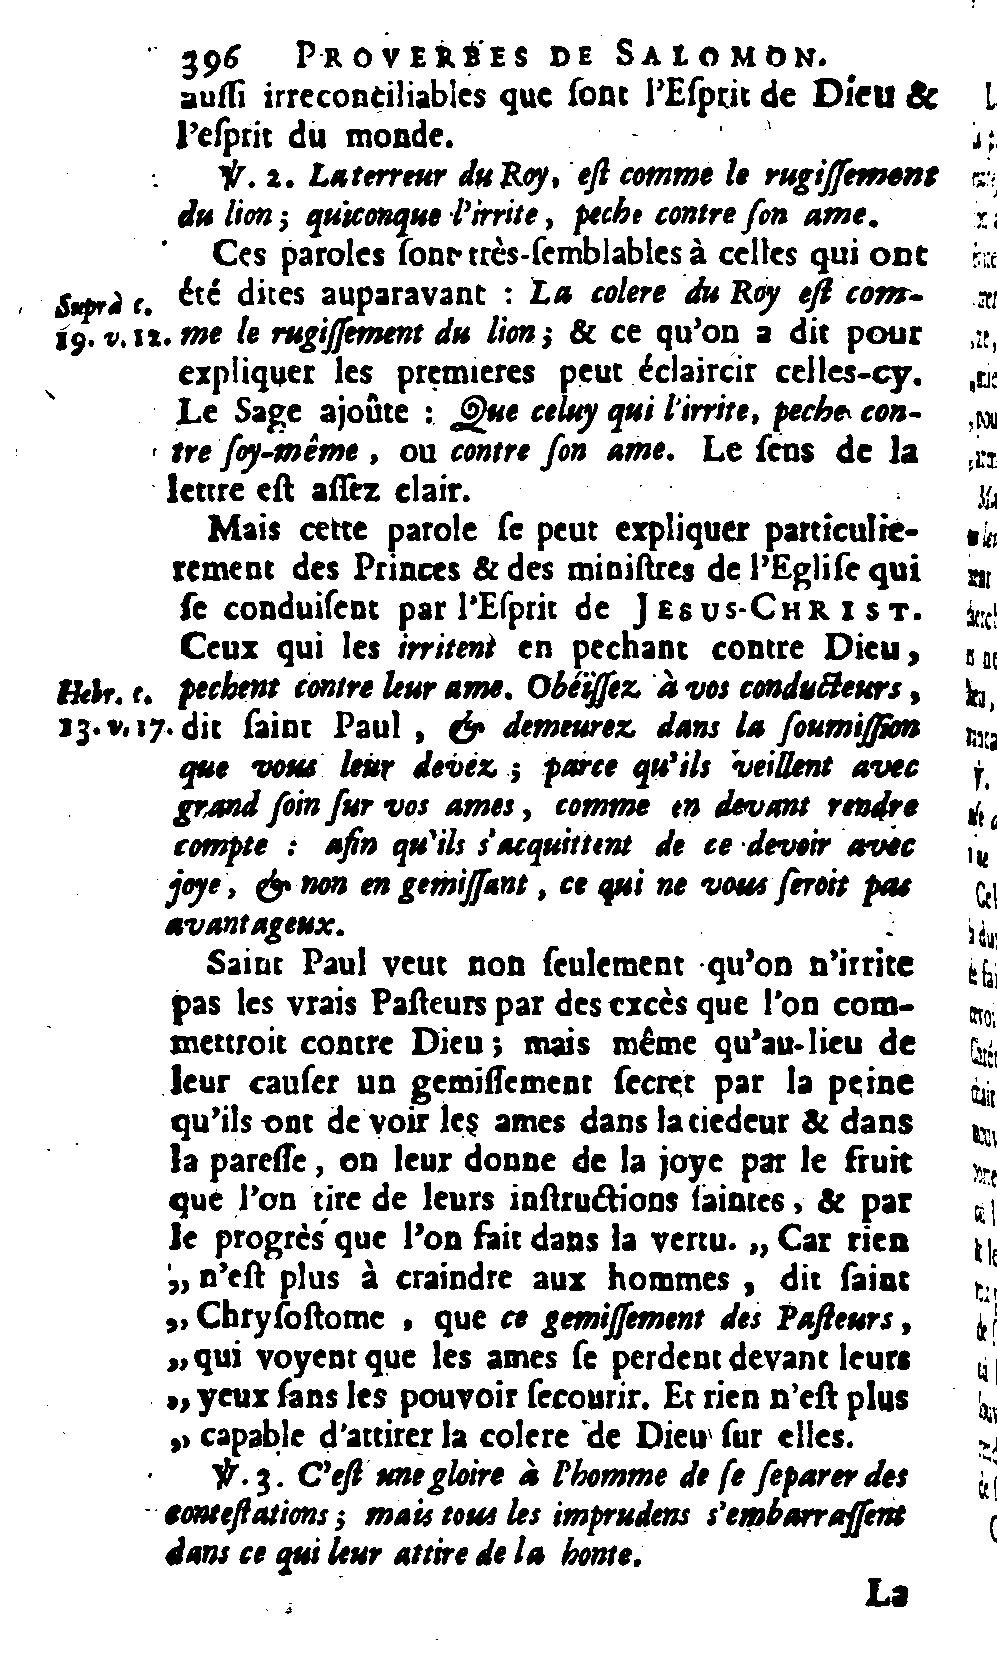 396 PROVERBES DE SALOMON.
auſſi irreconciliables que ſont l'Eſprit de Dieu &
l'eſprit du monde.
℣. 2. La terreur du Roy, eſt comme le rugiſſement
du lion; quiconque l'irrite, peche contre ſon ame.
Ces paroles ſont très-ſemblables à celles qui ont
été dites auparavant : La colere du Roy eſt com-
Suprà c.
19. v. 12.
me le rugiſſement du lion; & ce qu'on a dit pour
expliquer les premieres peut éclaircir celles-cy.
Le Sage ajoûte : Que celuy qui l'irrite, peche con-
tre ſoy-même, ou contre ſon ame. Le ſens de la
lettre eſt aſſez clair.
Mais cette parole ſe peut expliquer particulie-
rement des Princes & des miniſtres de l'Egliſe qui
ſe conduiſent par l'Eſprit de JESUS-CHRIST.
Ceux qui les irritent en pechant contre Dieu,
pechent contre leur ame. Obéiſſez à vos conducteurs,
Hebr. c.
13. v. 17.
dit ſaint Paul, & demeurez dans la ſoumiſſion
que vous leur devez; parce qu'ils veillent avec
grand ſoin ſur vos ames, comme en devant rendre
compte : afin qu'ils s'acquittent de ce devoir avec
joye, & non en gemiſſant, ce qui ne vous ſeroit pas
avantageux.
Saint Paul veut non ſeulement qu'on n'irrite
pas les vrais Paſteurs par des excès que l'on com-
mettroit contre Dieu; mais même qu'au-lieu de
leur cauſer un gemiſſement ſecret par la peine
qu'ils ont de voir les ames dans la tiedeur & dans
la pareſſe, on leur donne de la joye par le fruit
que l'on tire de leurs inſtructions ſaintes, & par
le progrès que l'on fait dans la vertu. „ Car rien
„ n'eſt plus à craindre aux hommes, dit ſaint
„ Chryſoſtome, que ce gemiſſement des Paſteurs,
„ qui voyent que les ames ſe perdent devant leurs
„ yeux ſans les pouvoir ſecourir. Et rien n'eſt plus
„ capable d'attirer la colere de Dieu ſur elles.
℣. 3. C'eſt une gloire à l'homme de ſe ſeparer des
conteſtations; mais tous les imprudens s'embarraſſent
dans ce qui leur attire de la honte.
La